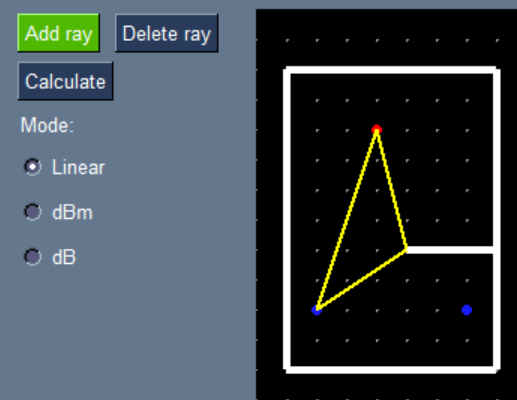 Add ray Delete ray
Calculate
Mode:
Linear
dBm
dB